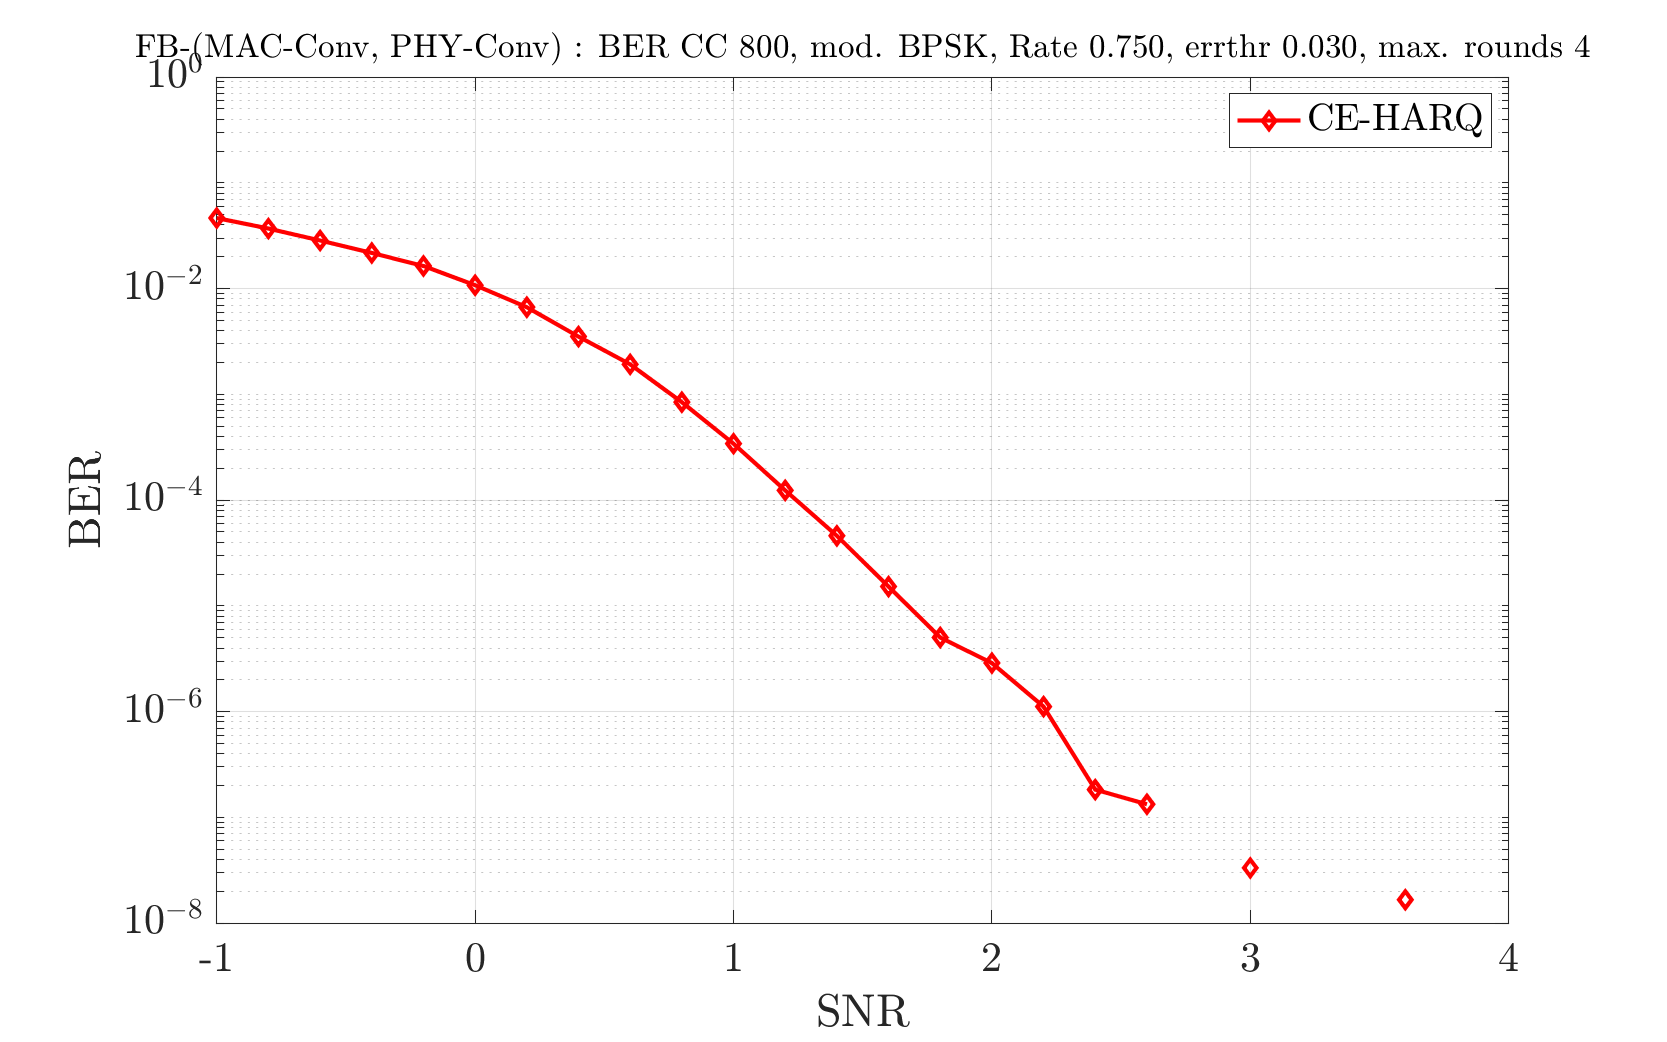 FB-(MAC-Conv, PHY-Conv) : BER CC 800, mod. BPSK, Rate 0.750, errthr 0.030, max. rounds 4
10^0
CE-HARQ
10^{-2}
BER
10^{-4}
10^{-6}
10^{-8}
-1 0 1 2 3 4
SNR